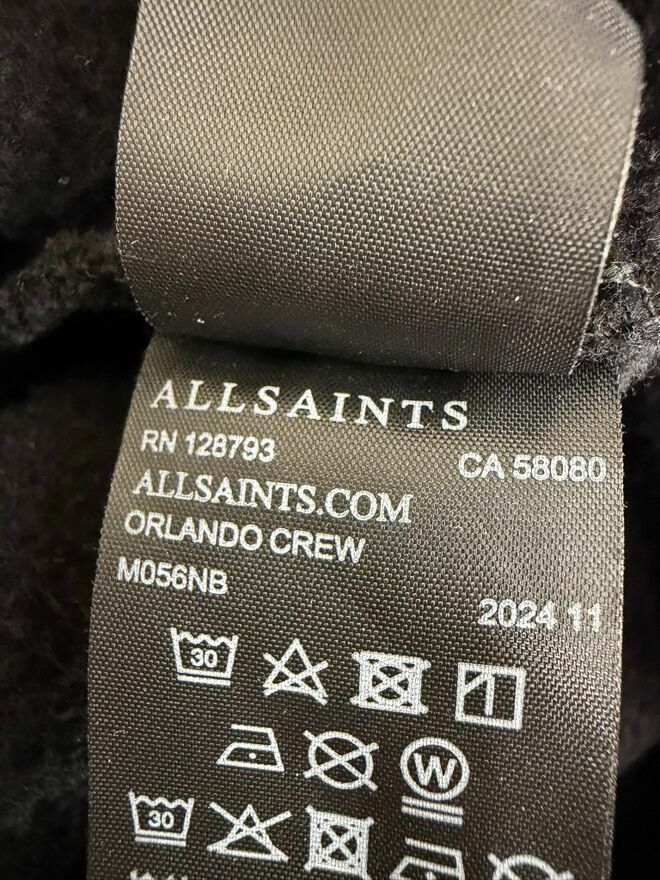 ALLSAINTS
RN 128793
CA 58080
ALLSAINTS.COM
ORLANDO CREW
M056NB
2024 11
30
W
30